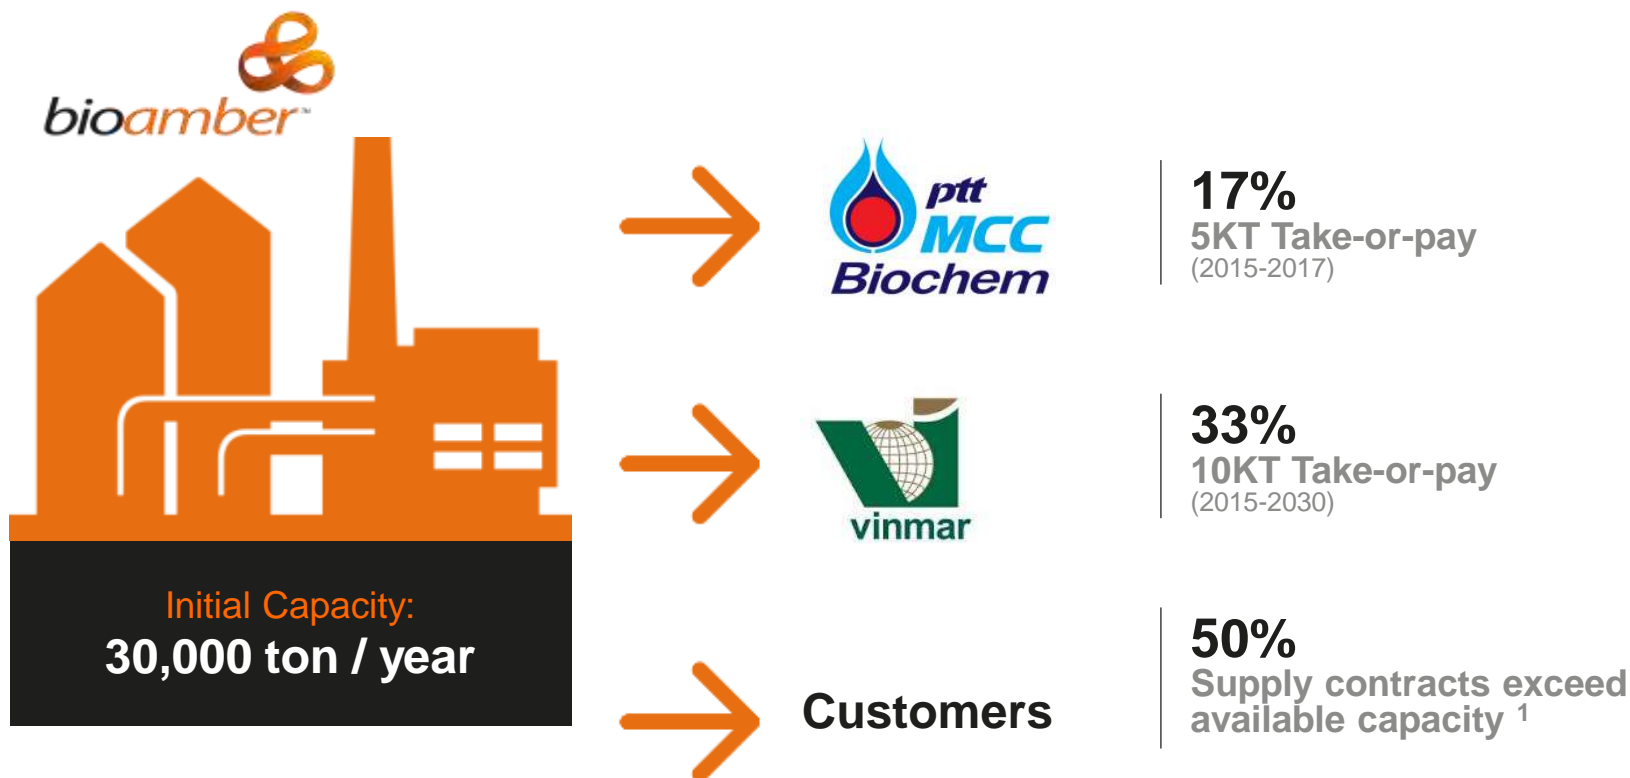 bioamber™
Initial Capacity:
30,000 ton / year
ptt
MCC
Biochem
17%
5KT Take-or-pay
(2015-2017)
vinmar
33%
10KT Take-or-pay
(2015-2030)
Customers
50%
Supply contracts exceed
available capacity ¹